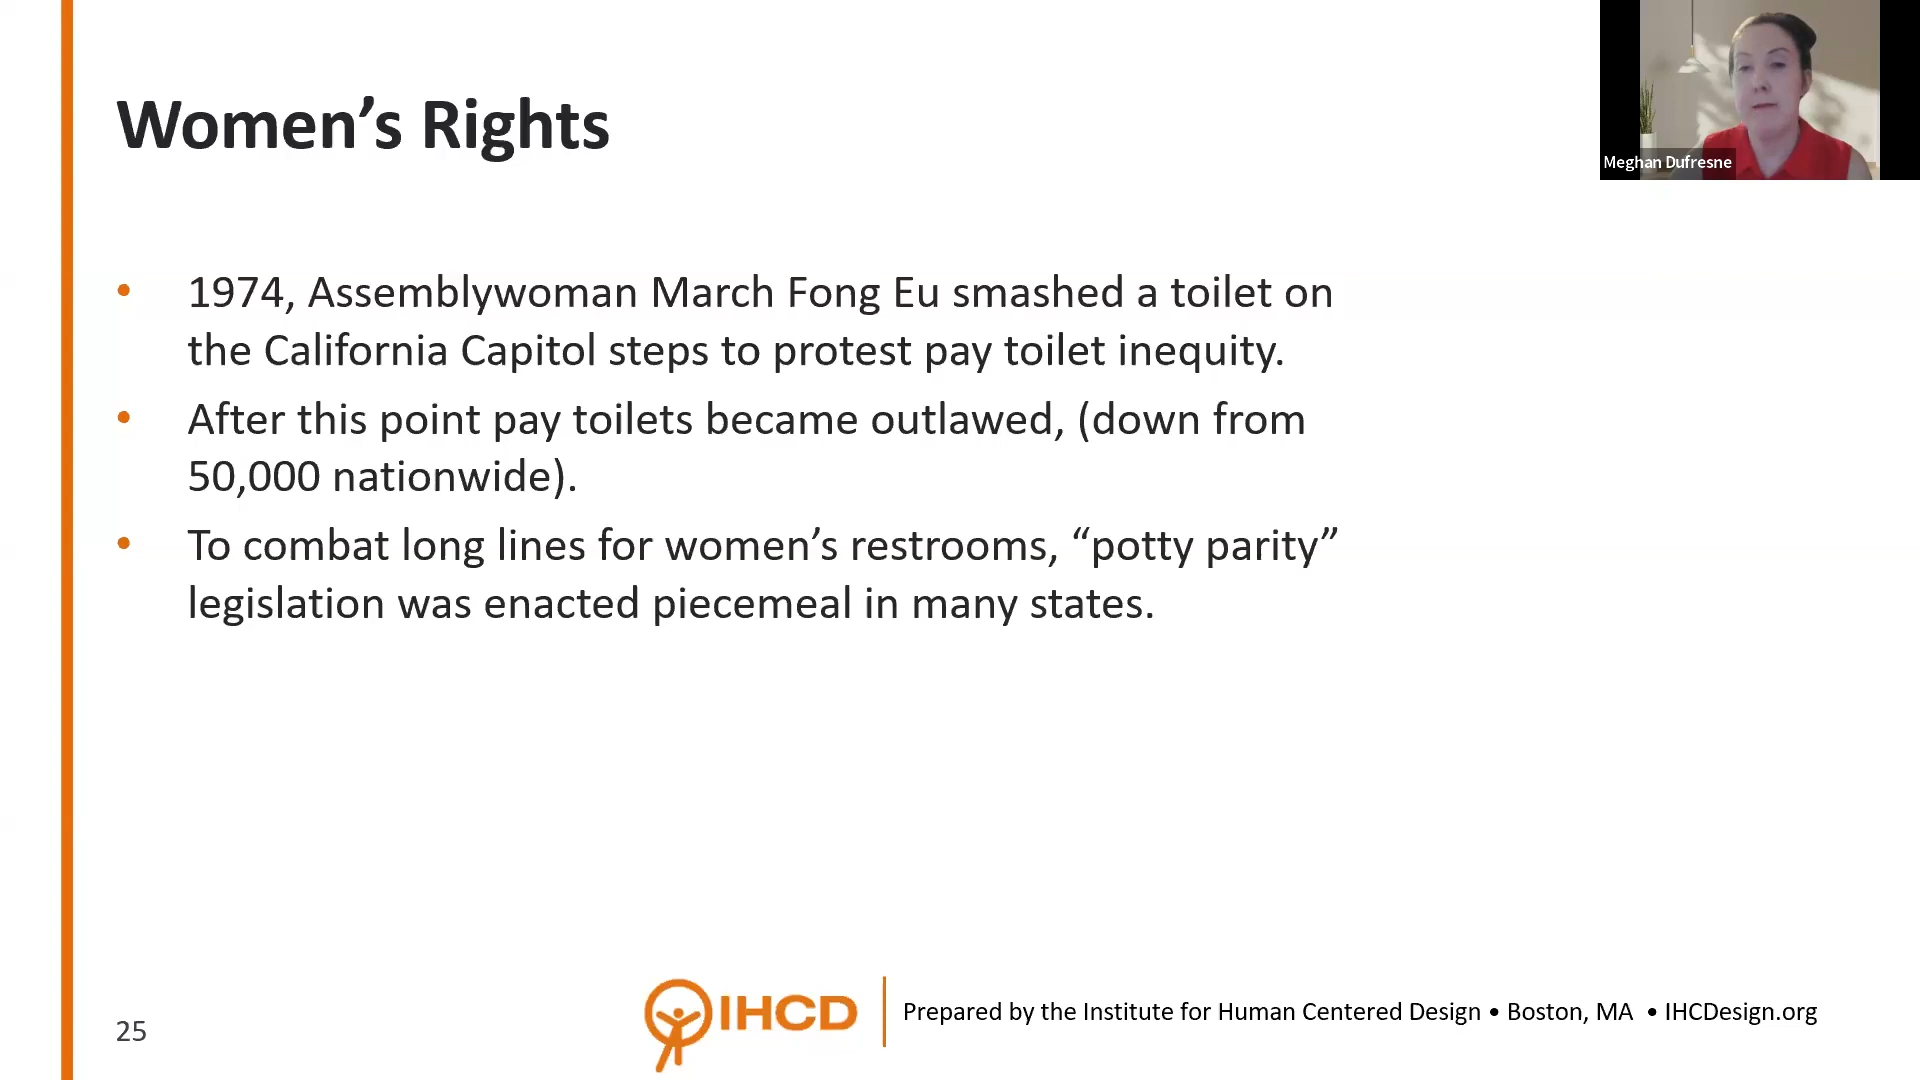 Women’s Rights
Meghan Dufresne
• 1974, Assemblywoman March Fong Eu smashed a toilet on
the California Capitol steps to protest pay toilet inequity.
• After this point pay toilets became outlawed, (down from
50,000 nationwide).
• To combat long lines for women’s restrooms, “potty parity”
legislation was enacted piecemeal in many states.
25
IHCD
Prepared by the Institute for Human Centered Design • Boston, MA • IHCDesign.org